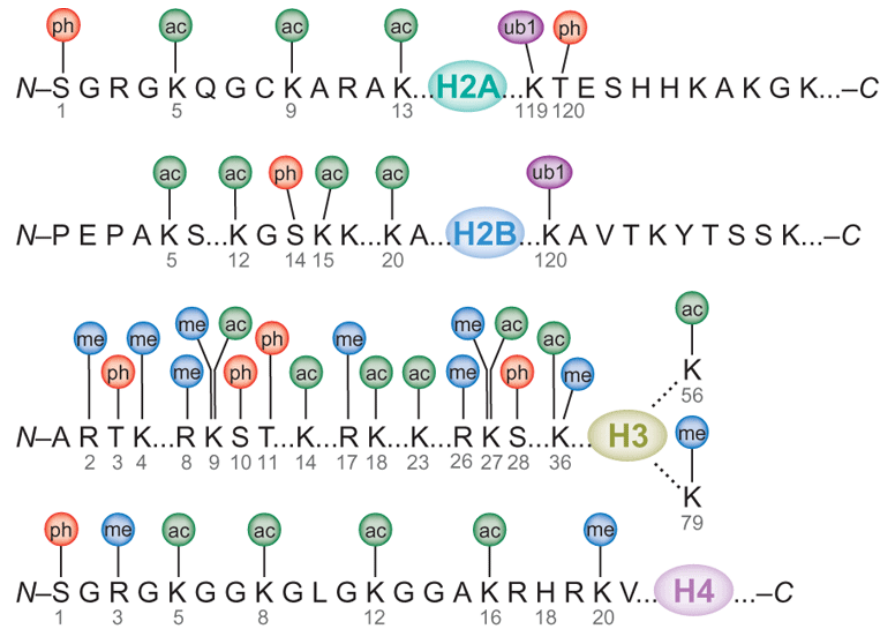 ph ac ac ac ub1 ph
N–S G R G K Q G C K A R A K... H2A ...K T E S H H K A K G K...–C
1 5 9 13 119 120
ac ac ph ac ac ub1
N–P E P A K S...K G S K K...K A... H2B ...K A V T K Y T S S K...–C
5 12 14 15 20 120
ac
me me me ac ph me me ac ac
ph me ph ac ac ac me ph me
K
56
me
N–A R T K...R K S T...K...R K...K...R K S...K... H3
2 3 4 8 9 10 11 14 17 18 23 26 27 28 36
K
79
ph me ac ac ac ac me
N–S G R G K G G K G L G K G G A K R H R K V... H4 ...–C
1 3 5 8 12 16 18 20